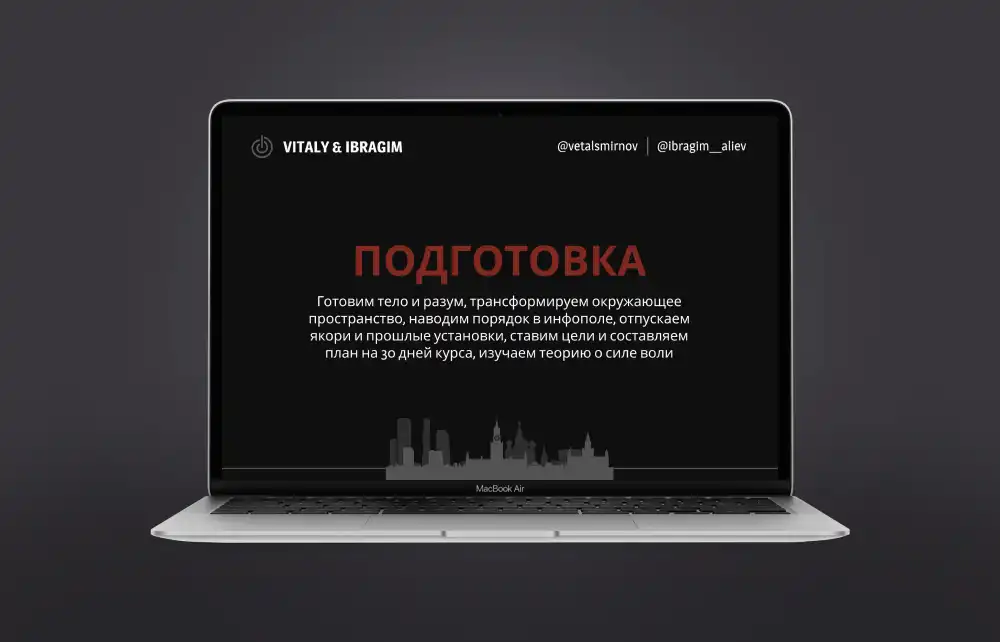 VITALY & IBRAGIM
@vetalsmirnov | @ibragim__aliev
ПОДГОТОВКА
Готовим тело и разум, трансформируем окружающее
пространство, наводим порядок в инфополе, отпускаем
якори и прошлые установки, ставим цели и составляем
план на 30 дней курса, изучаем теорию о силе воли
MacBook Air